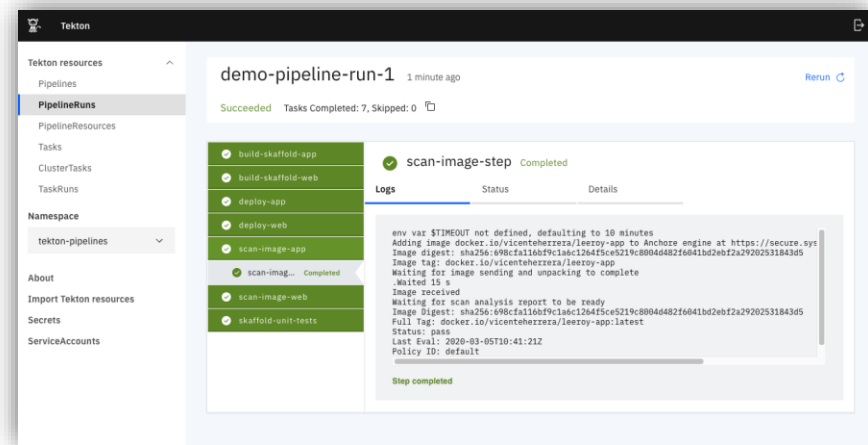 Tekton
Tekton resources
Pipelines
PipelineRuns
PipelineResources
Tasks
ClusterTasks
TaskRuns
Namespace
tekton-pipelines
About
Import Tekton resources
Secrets
ServiceAccounts
demo-pipeline-run-1 1 minute ago
Rerun
Succeeded Tasks Completed: 7, Skipped: 0
build-skaffold-app
build-skaffold-web
deploy-app
deploy-web
scan-image-app
scan-imag... Completed
scan-image-web
skaffold-unit-tests
scan-image-step Completed
Logs Status Details
env var $TIMEOUT not defined, defaulting to 10 minutes
Adding image docker.io/vicenteherrera/leeroy-app to Anchore engine at https://secure.sys
Image digest: sha256:698cfa116bf9c1a6c1264f5ce5219c8004d482f6041bd2ebf2a29202531843d5
Image tag: docker.io/vicenteherrera/leeroy-app
Waiting for image sending and unpacking to complete
.Waited 15 s
Image received
Waiting for scan analysis report to be ready
Image Digest: sha256:698cfa116bf9c1a6c1264f5ce5219c8004d482f6041bd2ebf2a29202531843d5
Full Tag: docker.io/vicenteherrera/leeroy-app:latest
Status: pass
Last Eval: 2020-03-05T10:41:21Z
Policy ID: default
Step completed